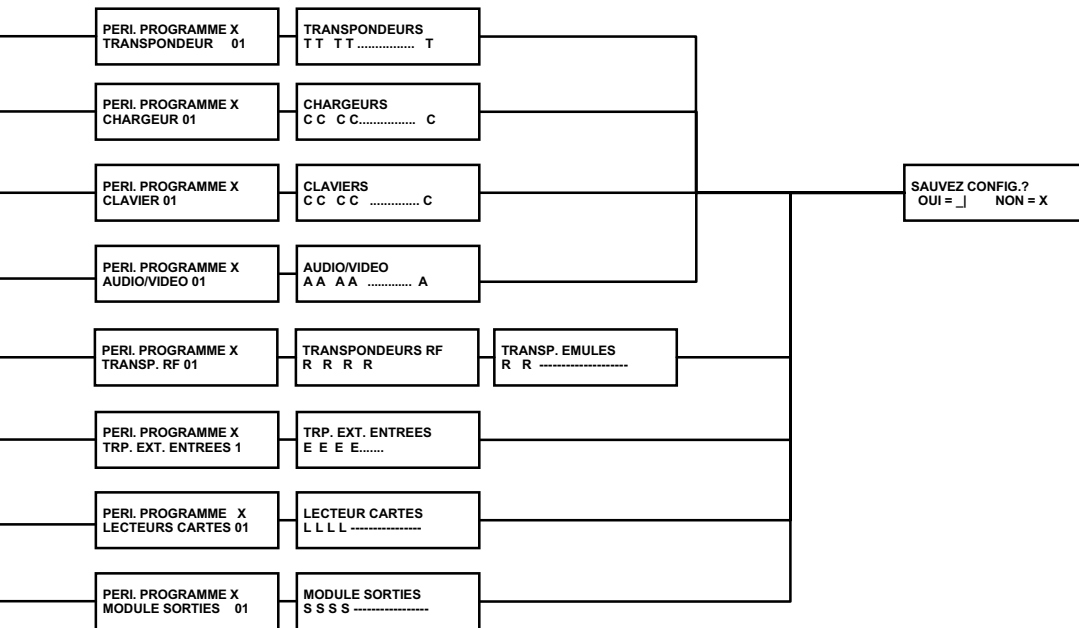 PERI. PROGRAMME X
TRANSPONDEUR 01
TRANSPONDEURS
T T T T ................ T
PERI. PROGRAMME X
CHARGEUR 01
CHARGEURS
C C C C................ C
PERI. PROGRAMME X
CLAVIER 01
CLAVIERS
C C C C .............. C
SAUVEZ CONFIG.?
OUI = _| NON = X
PERI. PROGRAMME X
AUDIO/VIDEO 01
AUDIO/VIDEO
A A A A ............. A
PERI. PROGRAMME X
TRANSP. RF 01
TRANSPONDEURS RF
R R R R
TRANSP. EMULES
R R --------------------
PERI. PROGRAMME X
TRP. EXT. ENTREES 1
TRP. EXT. ENTREES
E E E E.......
PERI. PROGRAMME X
LECTEURS CARTES 01
LECTEUR CARTES
L L L L ----------------
PERI. PROGRAMME X
MODULE SORTIES 01
MODULE SORTIES
S S S S -----------------